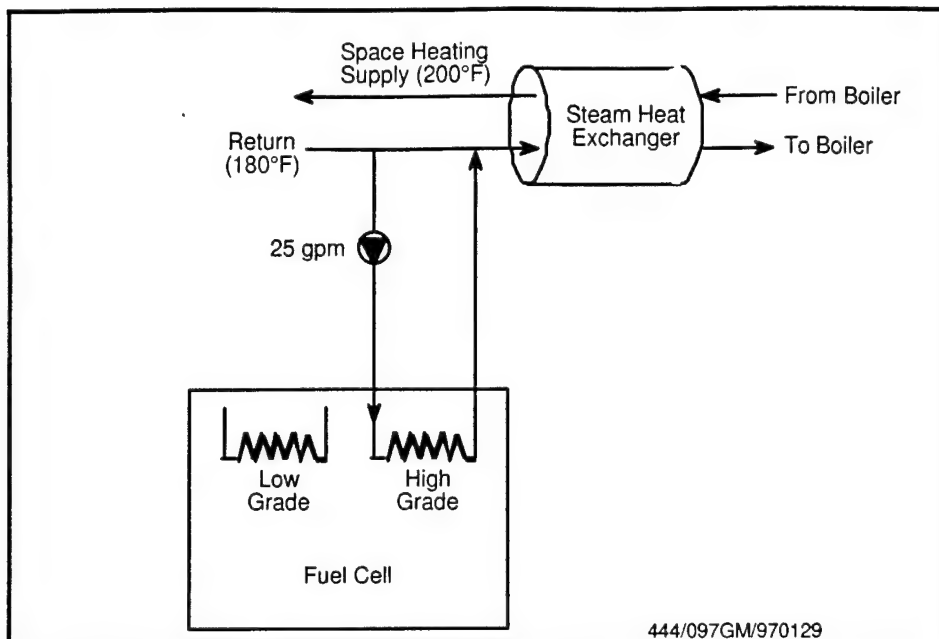 Space Heating
Supply (200°F)
From Boiler
Steam Heat
Exchanger
Return
(180°F)
To Boiler
25 gpm
Low
Grade
High
Grade
Fuel Cell
444/097GM/970129